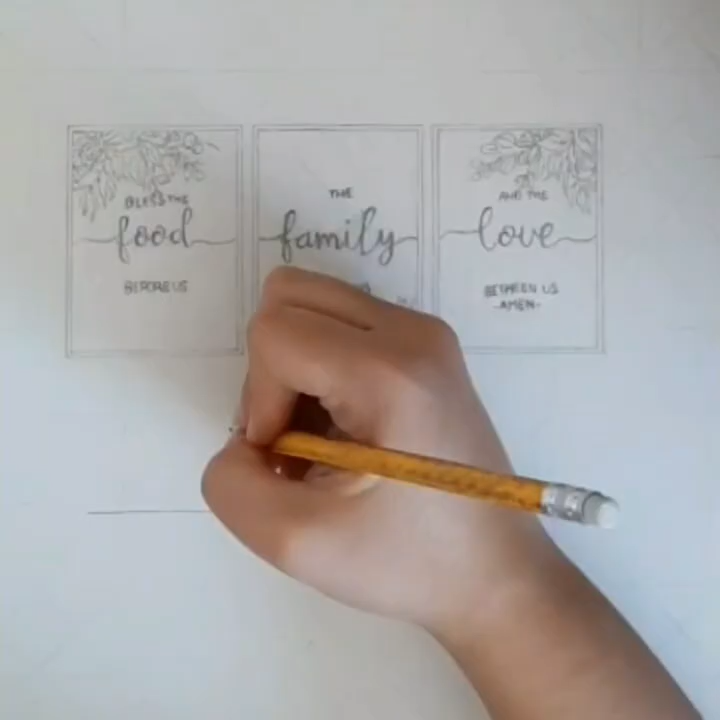 BLESS THE
food
BEFORE US
THE
family
AND THE
love
BETWEEN US
-AMEN-